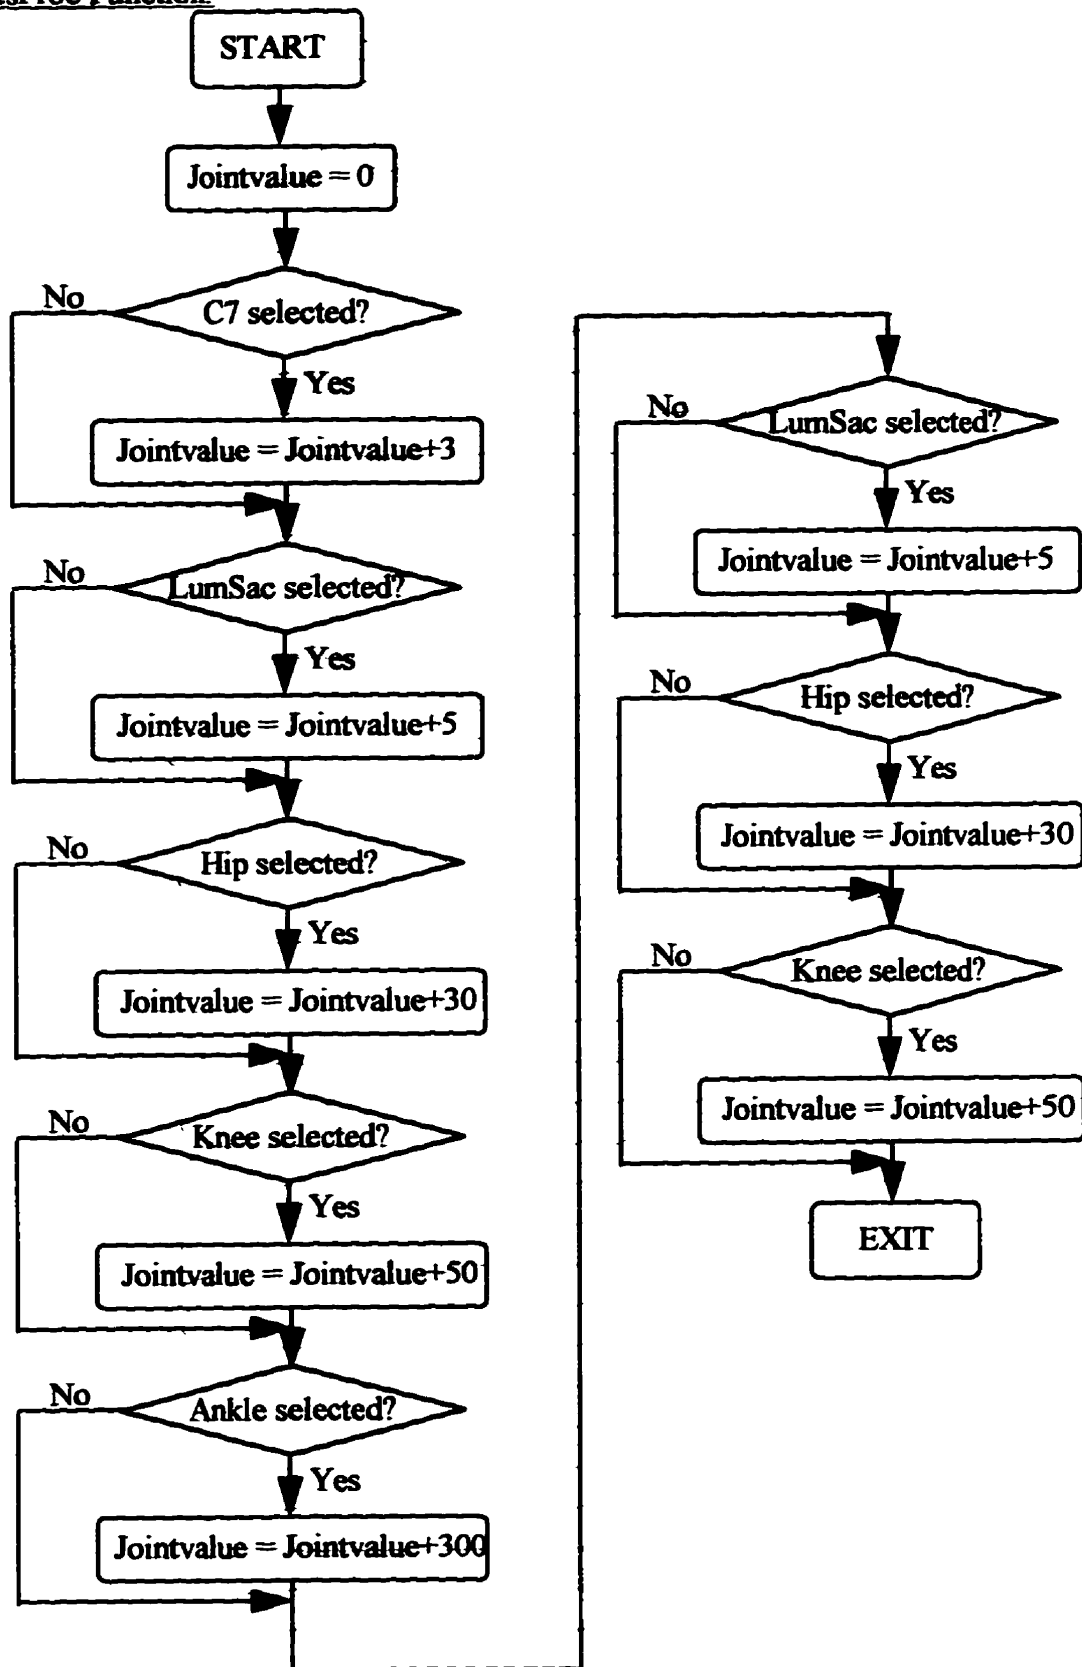 Function
START
Jointvalue = 0
C7 selected?
No
Yes
Jointvalue = Jointvalue+3
LumSac selected?
No
Yes
Jointvalue = Jointvalue+5
Hip selected?
No
Yes
Jointvalue = Jointvalue+30
Knee selected?
No
Yes
Jointvalue = Jointvalue+50
Ankle selected?
No
Yes
Jointvalue = Jointvalue+300
LumSac selected?
No
Yes
Jointvalue = Jointvalue+5
Hip selected?
No
Yes
Jointvalue = Jointvalue+30
Knee selected?
No
Yes
Jointvalue = Jointvalue+50
EXIT